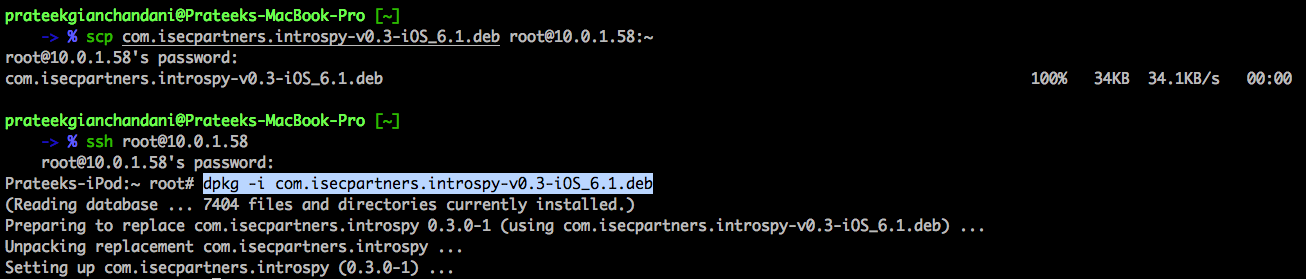 prateekgianchandani@Prateeks-MacBook-Pro [~]
-> % scp com.isecpartners.introspy-v0.3-iOS_6.1.deb root@10.0.1.58:~
root@10.0.1.58's password:
com.isecpartners.introspy-v0.3-iOS_6.1.deb 100% 34KB 34.1KB/s 00:00
prateekgianchandani@Prateeks-MacBook-Pro [~]
-> % ssh root@10.0.1.58
root@10.0.1.58's password:
Prateeks-iPod:~ root# dpkg -i com.isecpartners.introspy-v0.3-iOS_6.1.deb
(Reading database ... 7404 files and directories currently installed.)
Preparing to replace com.isecpartners.introspy 0.3.0-1 (using com.isecpartners.introspy-v0.3-iOS_6.1.deb) ...
Unpacking replacement com.isecpartners.introspy ...
Setting up com.isecpartners.introspy (0.3.0-1) ...